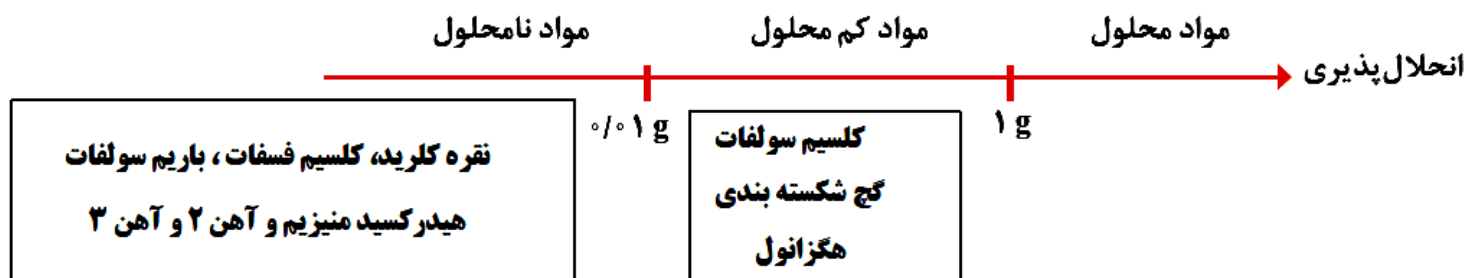 مواد محلول
مواد کم محلول
مواد نامحلول
انحلال‌پذیری
۱ g
۰/۰۱ g
کلسیم سولفات
گچ شکسته بندی
هگزانول
نقره کلرید، کلسیم فسفات ، باریم سولفات
هیدرکسید منیزیم و آهن ۲ و آهن ۳